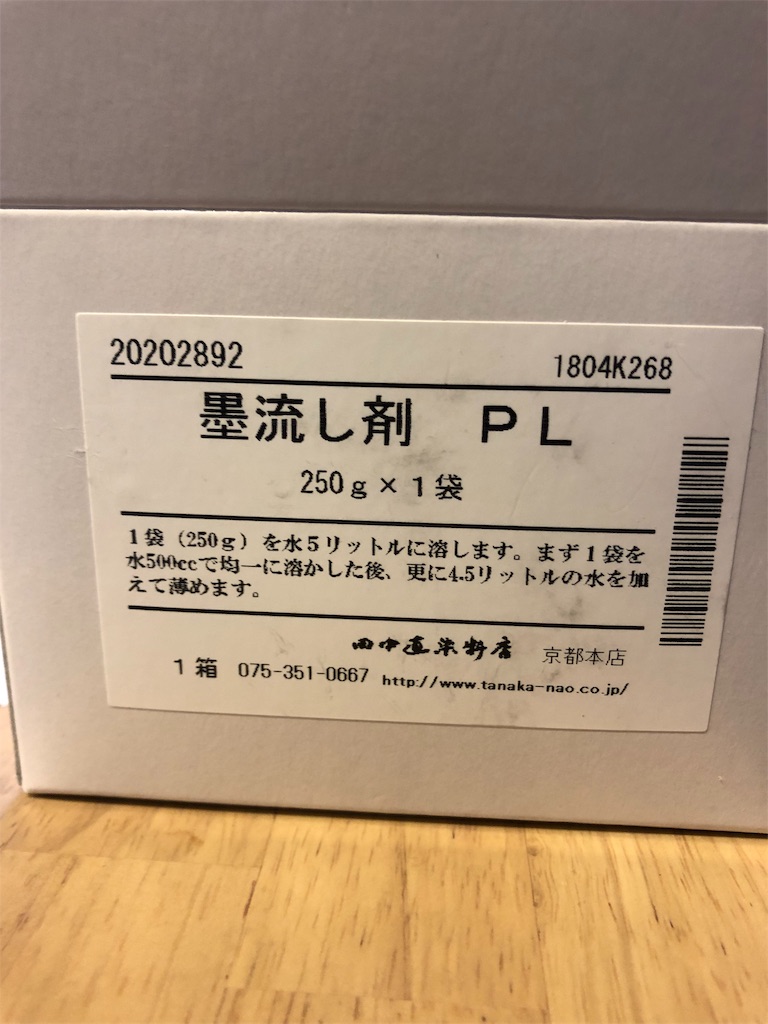 20202892 1804K268
墨流し剤 ＰＬ
250ｇ×１袋
１袋（250ｇ）を水５リットルに溶します。まず１袋を
水500ccで均一に溶かした後、更に4.5リットルの水を加
えて薄めます。
田中直染料店 京都本店
１箱 075-351-0667 http://www.tanaka-nao.co.jp/